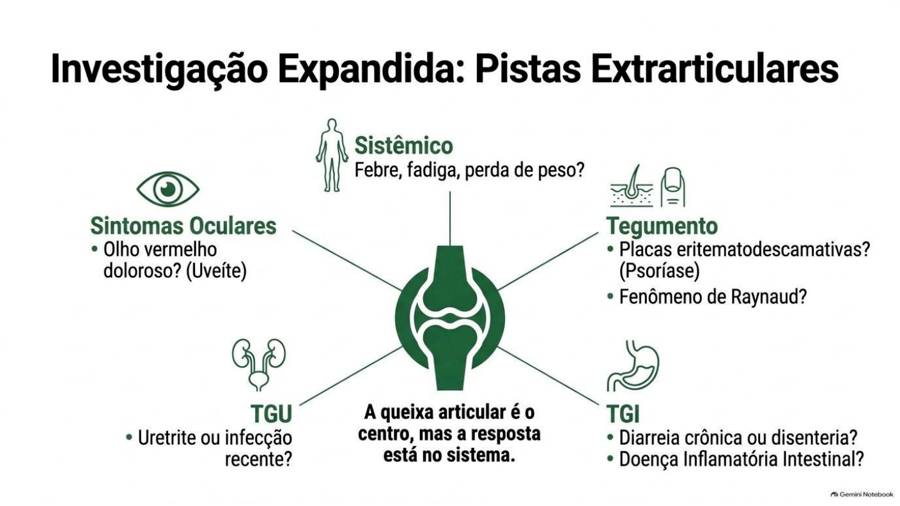 Investigação Expandida: Pistas Extrarticulares
Sistêmico
Febre, fadiga, perda de peso?
Sintomas Oculares
• Olho vermelho
doloroso? (Uveíte)
Tegumento
• Placas eritematodescamativas?
(Psoríase)
• Fenômeno de Raynaud?
TGU
• Uretrite ou infecção
recente?
A queixa articular é o
centro, mas a resposta
está no sistema.
TGI
• Diarreia crônica ou disenteria?
• Doença Inflamatória Intestinal?
Gemini Notebook